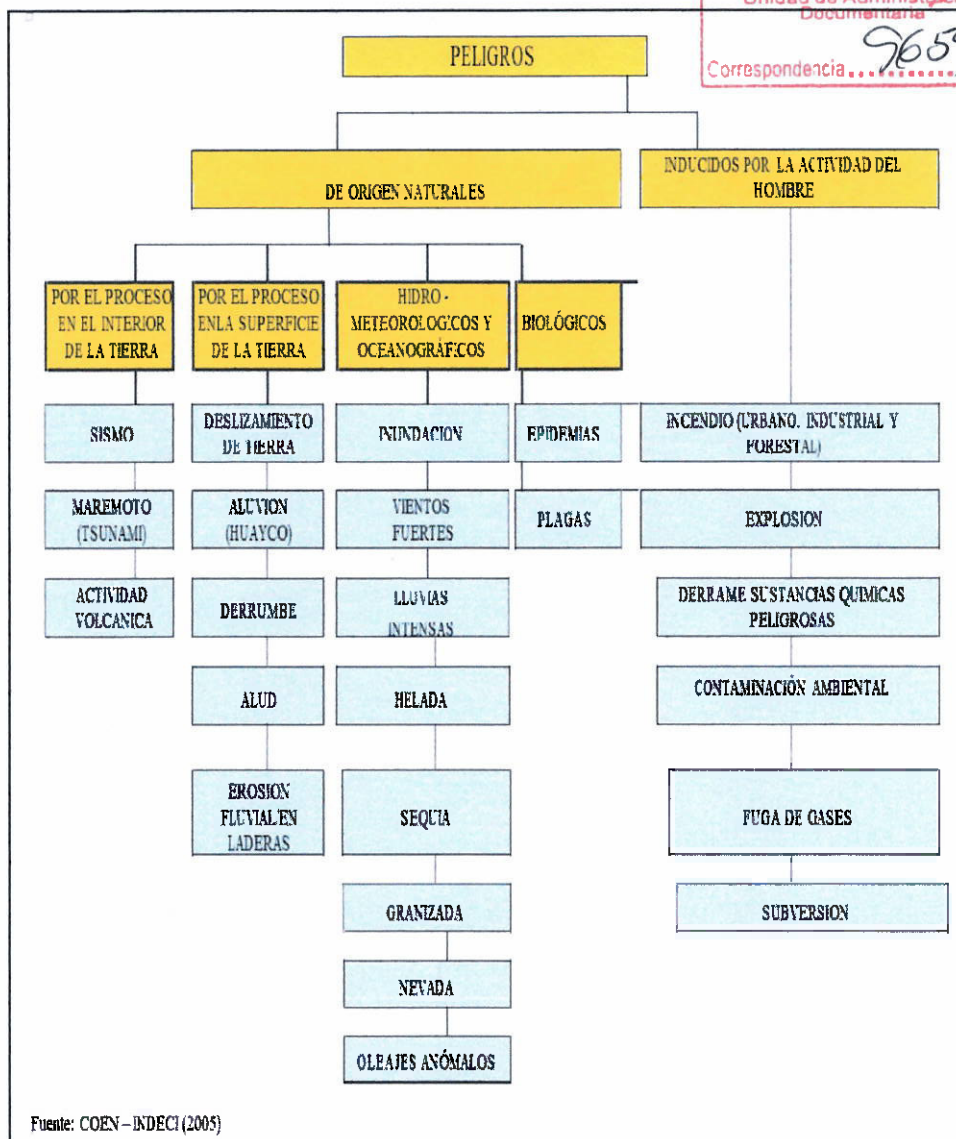 Documentaria
Correspondencia
PELIGROS
DE ORIGEN NATURALES
INDUCIDOS POR LA ACTIVIDAD DEL
HOMBRE
POR EL PROCESO
EN EL INTERIOR
DE LA TIERRA
POR EL PROCESO
ENLA SUPERFICIE
DE LA TIERRA
HIDRO -
METEOROLOGICOS Y
OCEANOGRÁFICOS
BIOLÓGICOS
SISMO
DESLIZAMIENTO
DE TIERRA
INUNDACION
EPIDEMIAS
INCENDIO (URBANO, INDUSTRIAL Y
FORESTAL)
MAREMOTO
(TSUNAMI)
ALUVION
(HUAYCO)
VIENTOS
FUERTES
PLAGAS
EXPLOSION
ACTIVIDAD
VOLCANICA
DERRUMBE
LLUVIAS
INTENSAS
DERRAME SUSTANCIAS QUIMICAS
PELIGROSAS
ALUD
HELADA
CONTAMINACIÓN AMBIENTAL
EROSION
FLUVIAL EN
LADERAS
SEQUIA
FUGA DE GASES
GRANIZADA
SUBVERSION
NEVADA
OLEAJES ANÓMALOS
Fuente: COEN – INDECI (2005)